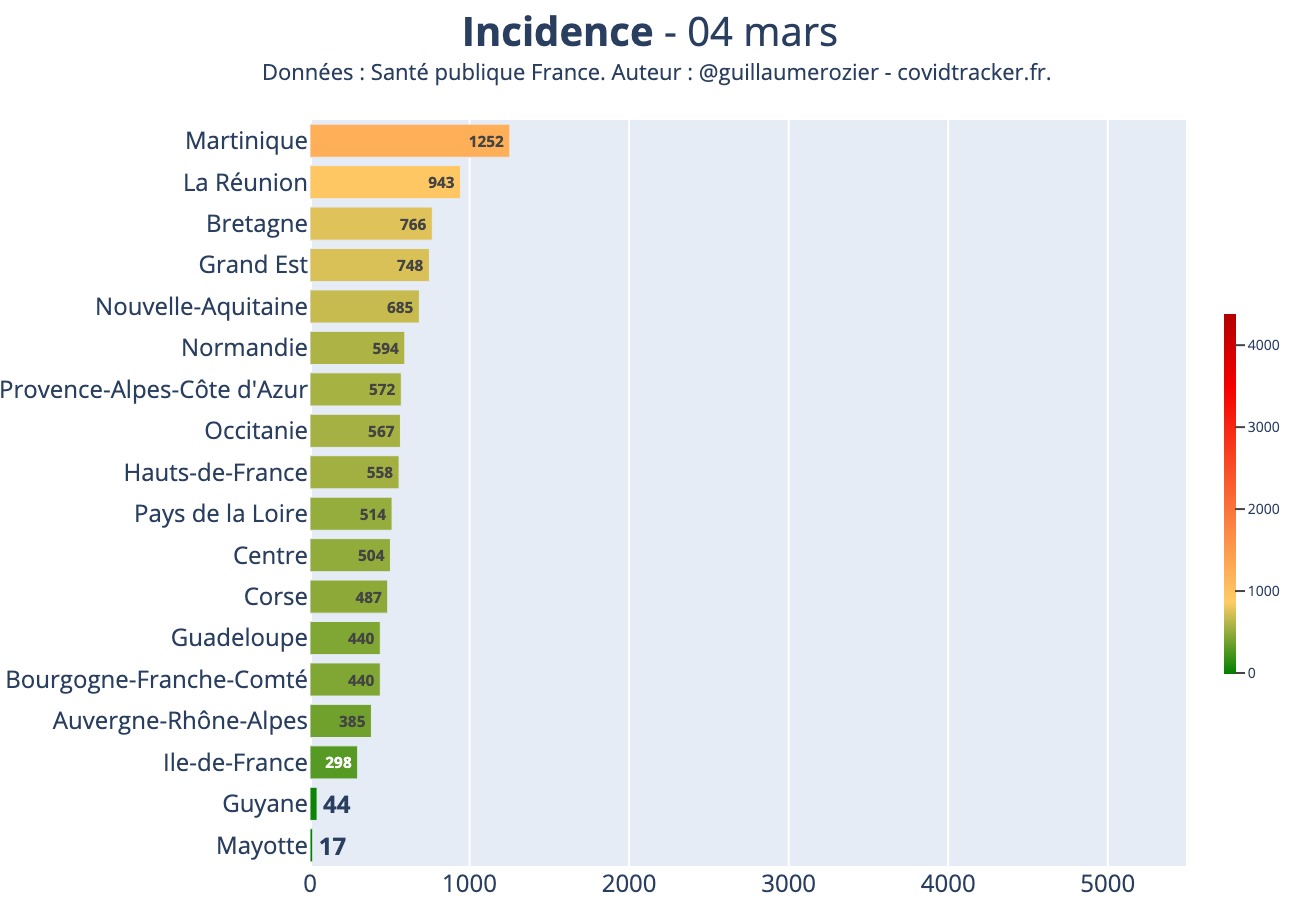 Incidence - 04 mars
Données : Santé publique France. Auteur : @guillaumerozier - covidtracker.fr.
Martinique 1252
La Réunion 943
Bretagne 766
Grand Est 748
Nouvelle-Aquitaine 685
Normandie 594
Provence-Alpes-Côte d'Azur 572
Occitanie 567
Hauts-de-France 558
Pays de la Loire 514
Centre 504
Corse 487
Guadeloupe 440
Bourgogne-Franche-Comté 440
Auvergne-Rhône-Alpes 385
Ile-de-France 298
Guyane 44
Mayotte 17
0 1000 2000 3000 4000 5000
4000
3000
2000
1000
0